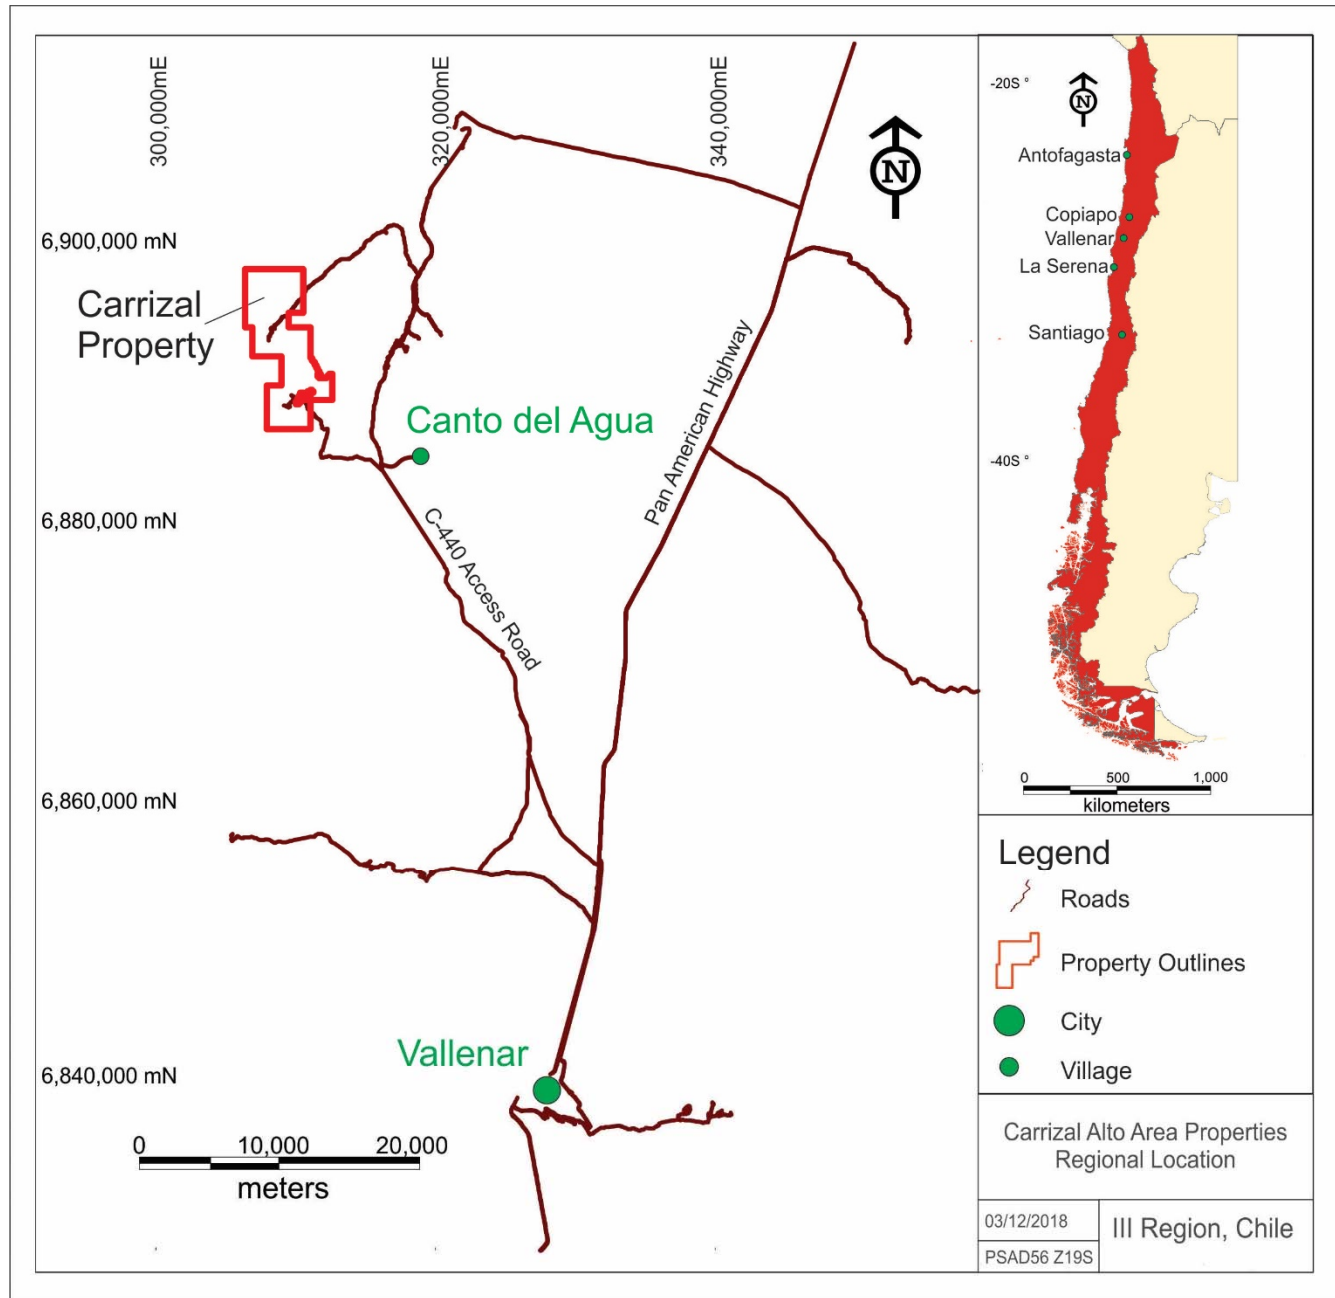 300,000mE
320,000mE
340,000mE
N
6,900,000 mN
Carrizal
Property
Canto del Agua
Pan American Highway
6,880,000 mN
C-440 Access Road
6,860,000 mN
Vallenar
6,840,000 mN
0 10,000 20,000
meters
-20S °
N
Antofagasta
Copiapo
Vallenar
La Serena
Santiago
-40S °
0 500 1,000
kilometers
Legend
Roads
Property Outlines
City
Village
Carrizal Alto Area Properties
Regional Location
03/12/2018
III Region, Chile
PSAD56 Z19S